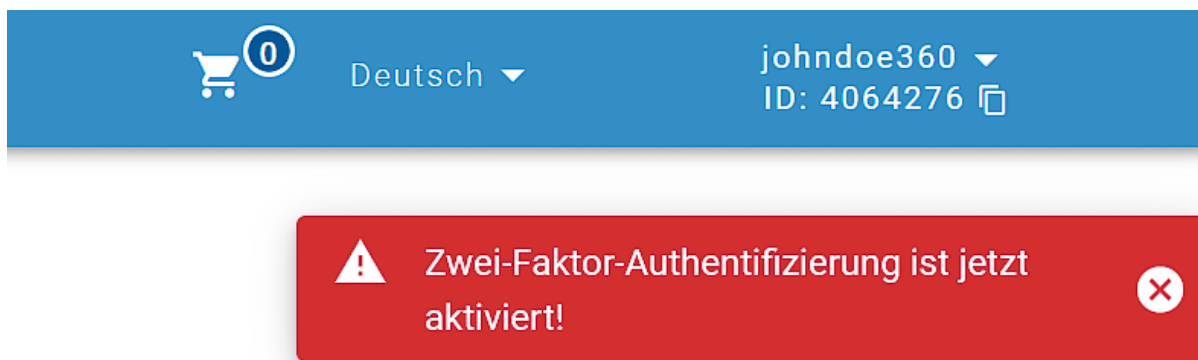 0
Deutsch
johndoe360
ID: 4064276
Zwei-Faktor-Authentifizierung ist jetzt
aktiviert!